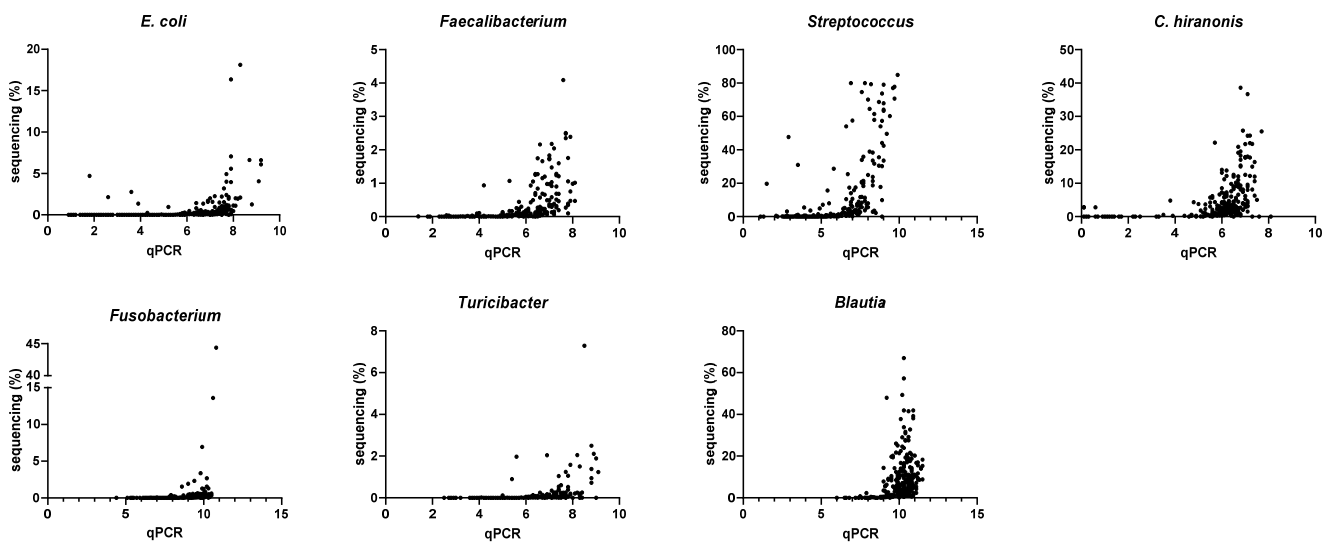 E. coli
Faecalibacterium
Streptococcus
C. hiranonis
20
15
10
5
0
sequencing (%)
0 2 4 6 8 10
qPCR
5
4
3
2
1
0
sequencing (%)
0 2 4 6 8 10
qPCR
100
80
60
40
20
0
sequencing (%)
0 5 10 15
qPCR
50
40
30
20
10
0
sequencing (%)
0 2 4 6 8 10
qPCR
Fusobacterium
Turicibacter
Blautia
45
40
15
10
5
0
sequencing (%)
0 5 10 15
qPCR
8
6
4
2
0
sequencing (%)
0 2 4 6 8 10
qPCR
80
60
40
20
0
sequencing (%)
0 5 10 15
qPCR